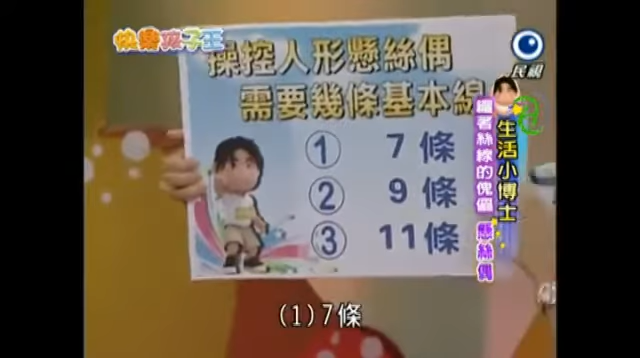 快樂孩子王
民視
操控人形懸絲偶
需要幾條基本線
① 7條
② 9條
③ 11條
生活小博士
繃著絲線的傀儡 懸絲偶
(1)7條